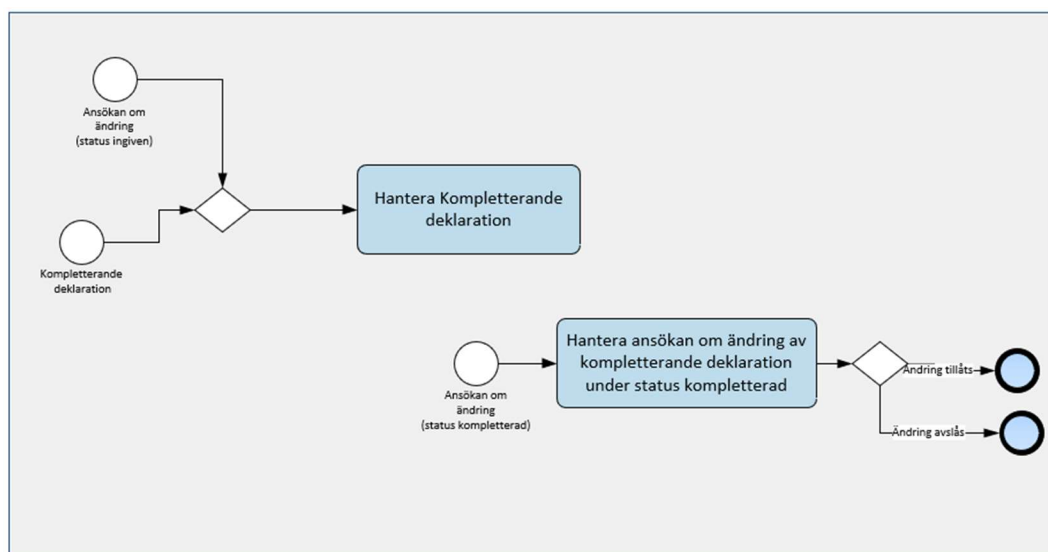 Ansökan om
ändring
(status ingiven)
Hantera Kompletterande
deklaration
Kompletterande
deklaration
Hantera ansökan om ändring av
kompletterande deklaration
under status kompletterad
Ändring tillåts
Ansökan om
ändring
(status kompletterad)
Ändring avslås